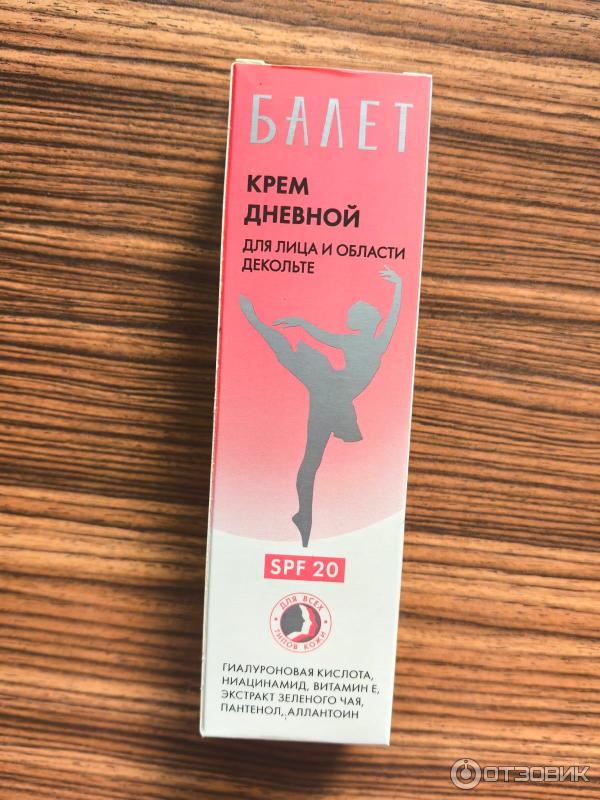 БАЛЕТ
КРЕМ
ДНЕВНОЙ
ДЛЯ ЛИЦА И ОБЛАСТИ
ДЕКОЛЬТЕ
SPF 20
ДЛЯ ВСЕХ
ТИПОВ КОЖИ
ГИАЛУРОНОВАЯ КИСЛОТА,
НИАЦИНАМИД, ВИТАМИН Е,
ЭКСТРАКТ ЗЕЛЕНОГО ЧАЯ,
ПАНТЕНОЛ, АЛЛАНТОИН
ОТЗОВИК